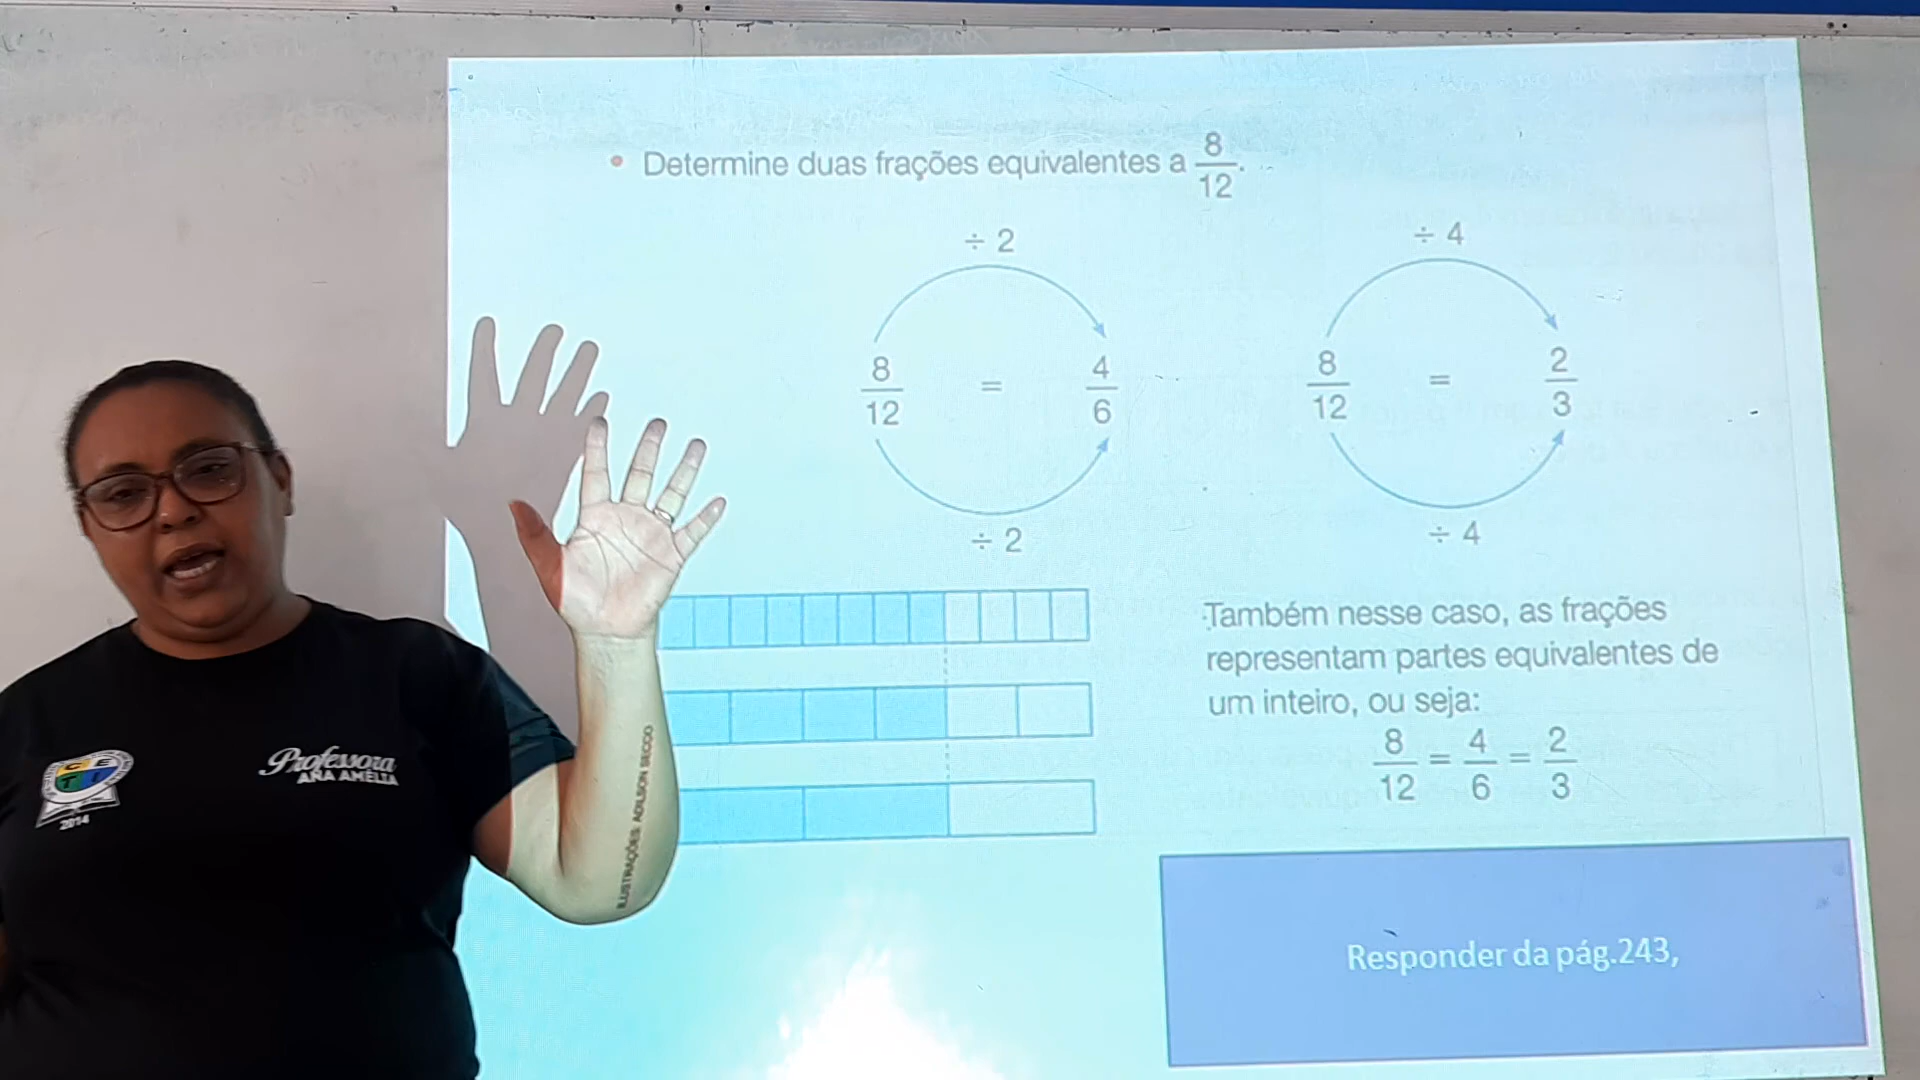 • Determine duas frações equivalentes a 8/12.
÷ 2
÷ 4
8/12 = 4/6
8/12 = 2/3
÷ 2
÷ 4
Também nesse caso, as frações
representam partes equivalentes de
um inteiro, ou seja:
8/12 = 4/6 = 2/3
Responder da pág.243,
ILUSTRAÇÕES: ADILSON SECCO
Professora
ANA AMÉLIA
CETI
2014